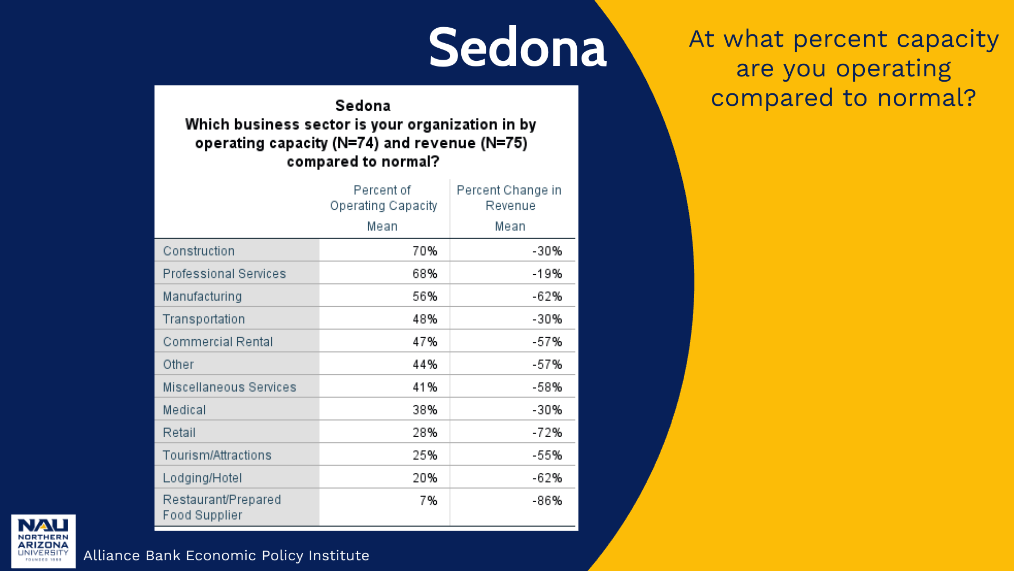 Sedona
At what percent capacity
are you operating
compared to normal?
Sedona
Which business sector is your organization in by
operating capacity (N=74) and revenue (N=75)
compared to normal?
Percent of Operating Capacity Percent Change in Revenue
Mean Mean
Construction 70% -30%
Professional Services 68% -19%
Manufacturing 56% -62%
Transportation 48% -30%
Commercial Rental 47% -57%
Other 44% -57%
Miscellaneous Services 41% -58%
Medical 38% -30%
Retail 28% -72%
Tourism/Attractions 25% -55%
Lodging/Hotel 20% -62%
Restaurant/Prepared Food Supplier 7% -86%
NAU
NORTHERN
ARIZONA
UNIVERSITY
Alliance Bank Economic Policy Institute